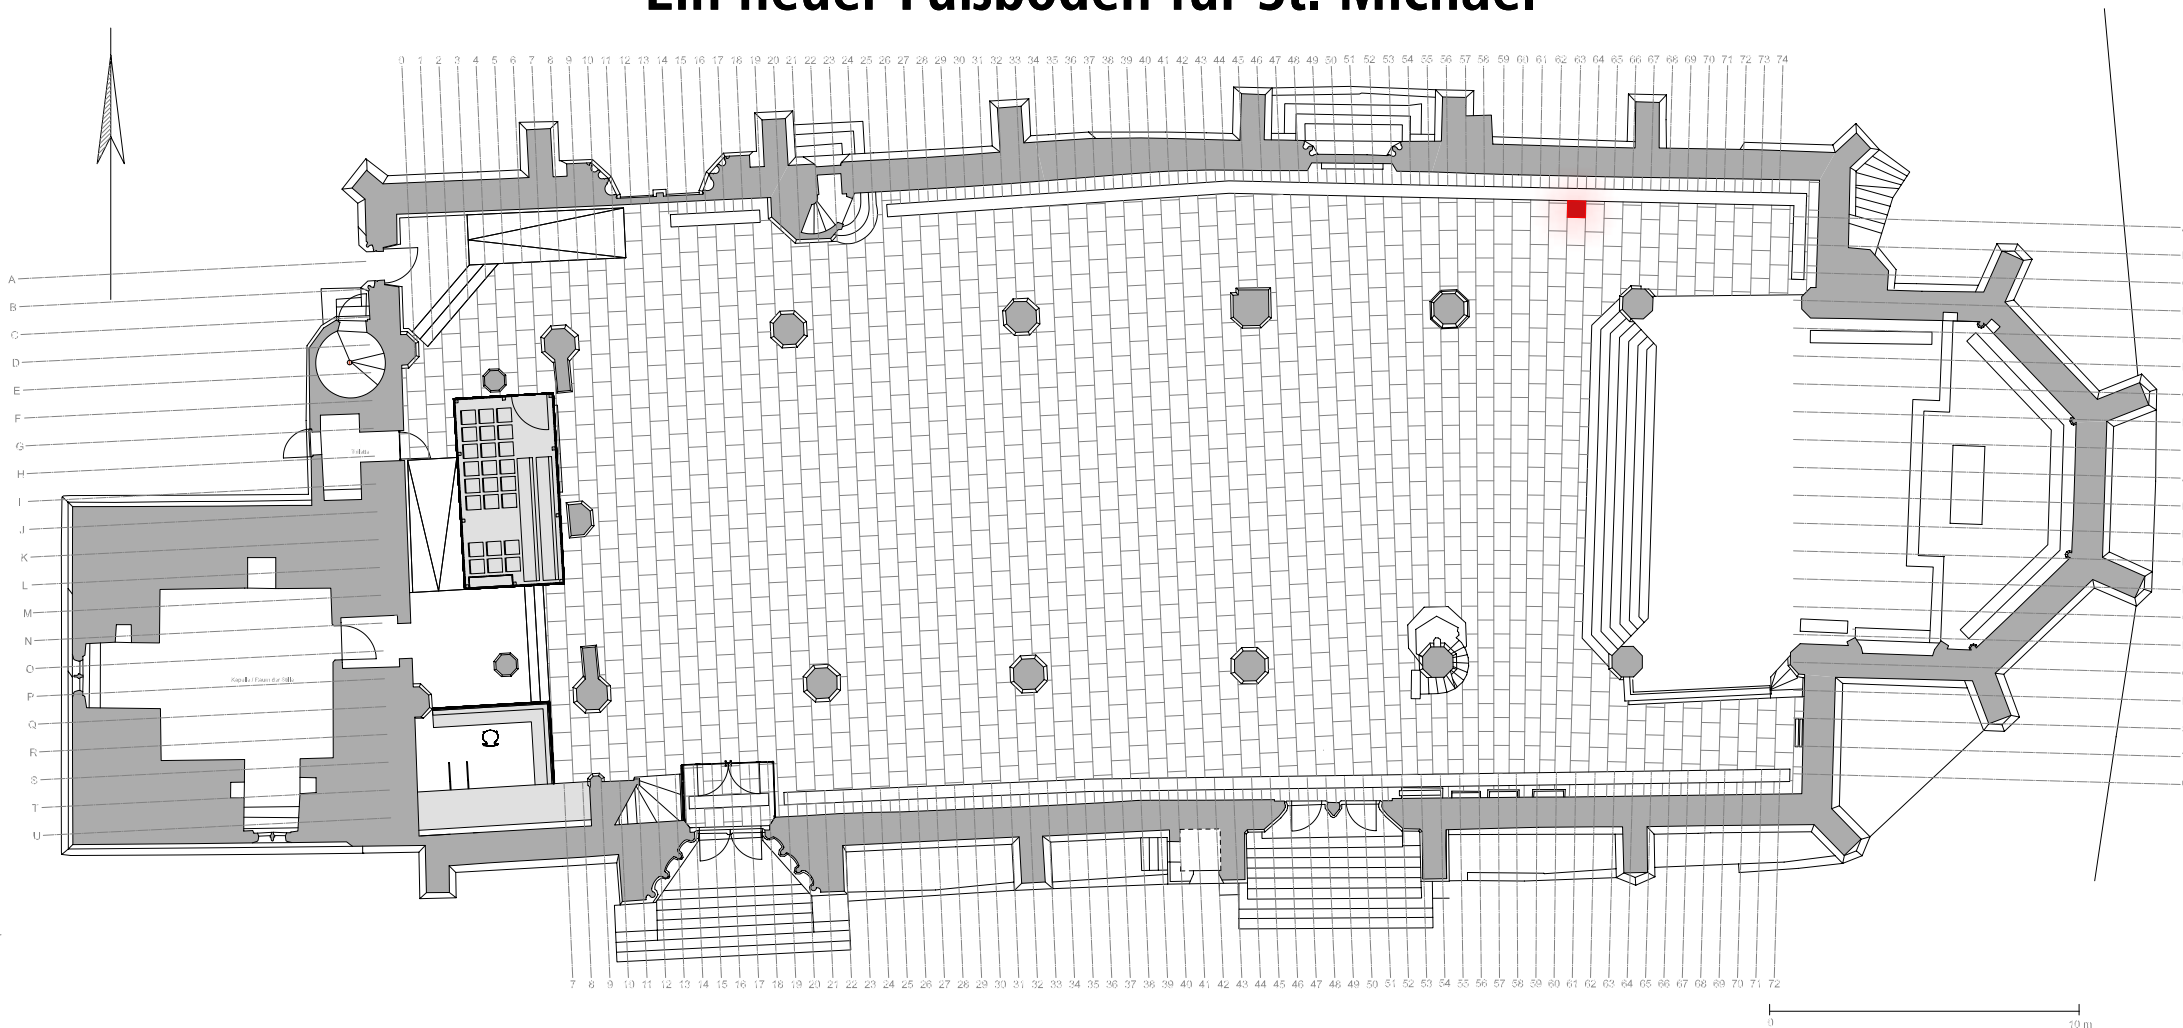 Ein neuer Fußboden für St. Michael
0 1 2 3 4 5 6 7 8 9 10 11 12 13 14 15 16 17 18 19 20 21 22 23 24 25 26 27 28 29 30 31 32 33 34 35 36 37 38 39 40 41 42 43 44 45 46 47 48 49 50 51 52 53 54 55 56 57 58 59 60 61 62 63 64 65 66 67 68 69 70 71 72 73 74
A
B
C
D
E
F
G
H
I
J
K
L
M
N
O
P
Q
R
S
T
U
7 8 9 10 11 12 13 14 15 16 17 18 19 20 21 22 23 24 25 26 27 28 29 30 31 32 33 34 35 36 37 38 39 40 41 42 43 44 45 46 47 48 49 50 51 52 53 54 55 56 57 58 59 60 61 62 63 64 65 66 67 68 69 70 71 72
0 10 m